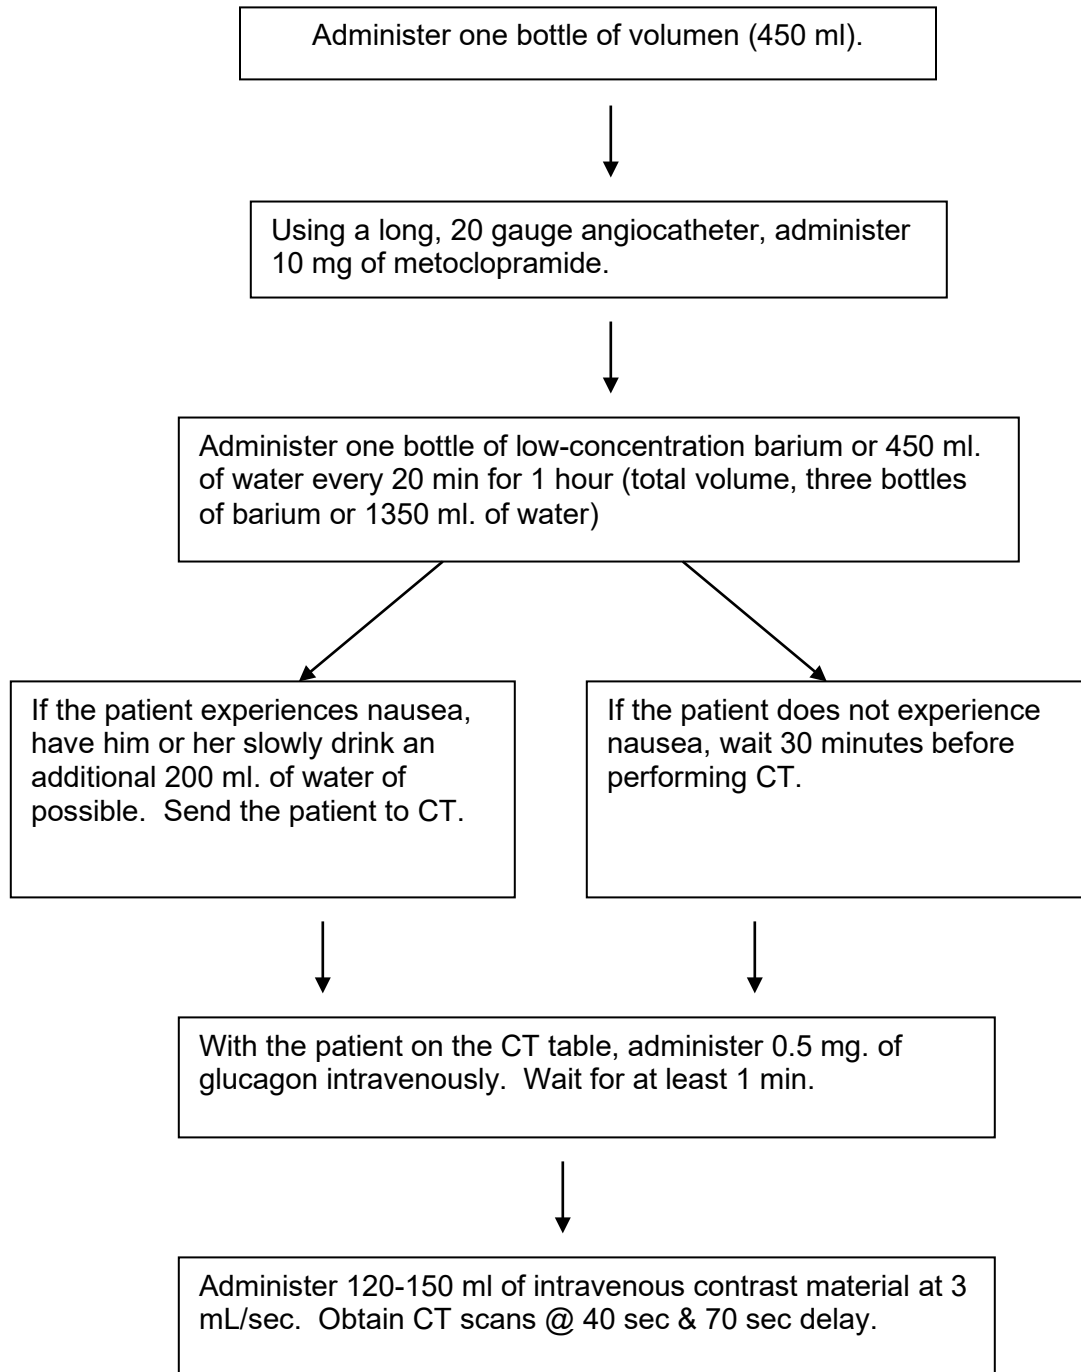 Administer one bottle of volumen (450 ml).
Using a long, 20 gauge angiocatheter, administer
10 mg of metoclopramide.
Administer one bottle of low-concentration barium or 450 ml.
of water every 20 min for 1 hour (total volume, three bottles
of barium or 1350 ml. of water)
If the patient experiences nausea,
have him or her slowly drink an
additional 200 ml. of water of
possible.  Send the patient to CT.
If the patient does not experience
nausea, wait 30 minutes before
performing CT.
With the patient on the CT table, administer 0.5 mg. of
glucagon intravenously.  Wait for at least 1 min.
Administer 120-150 ml of intravenous contrast material at 3
mL/sec.  Obtain CT scans @ 40 sec & 70 sec delay.